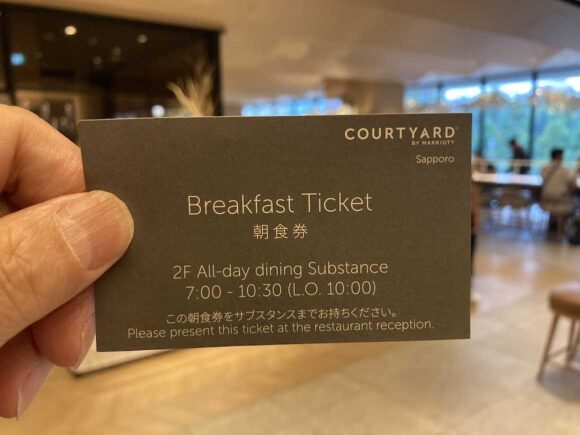 COURTYARD
BY MARRIOTT
Sapporo
Breakfast Ticket
朝食券
2F All-day dining Substance
7:00 - 10:30 (L.O. 10:00)
この朝食券をサブスタンスまでお持ちください。
Please present this ticket at the restaurant reception.